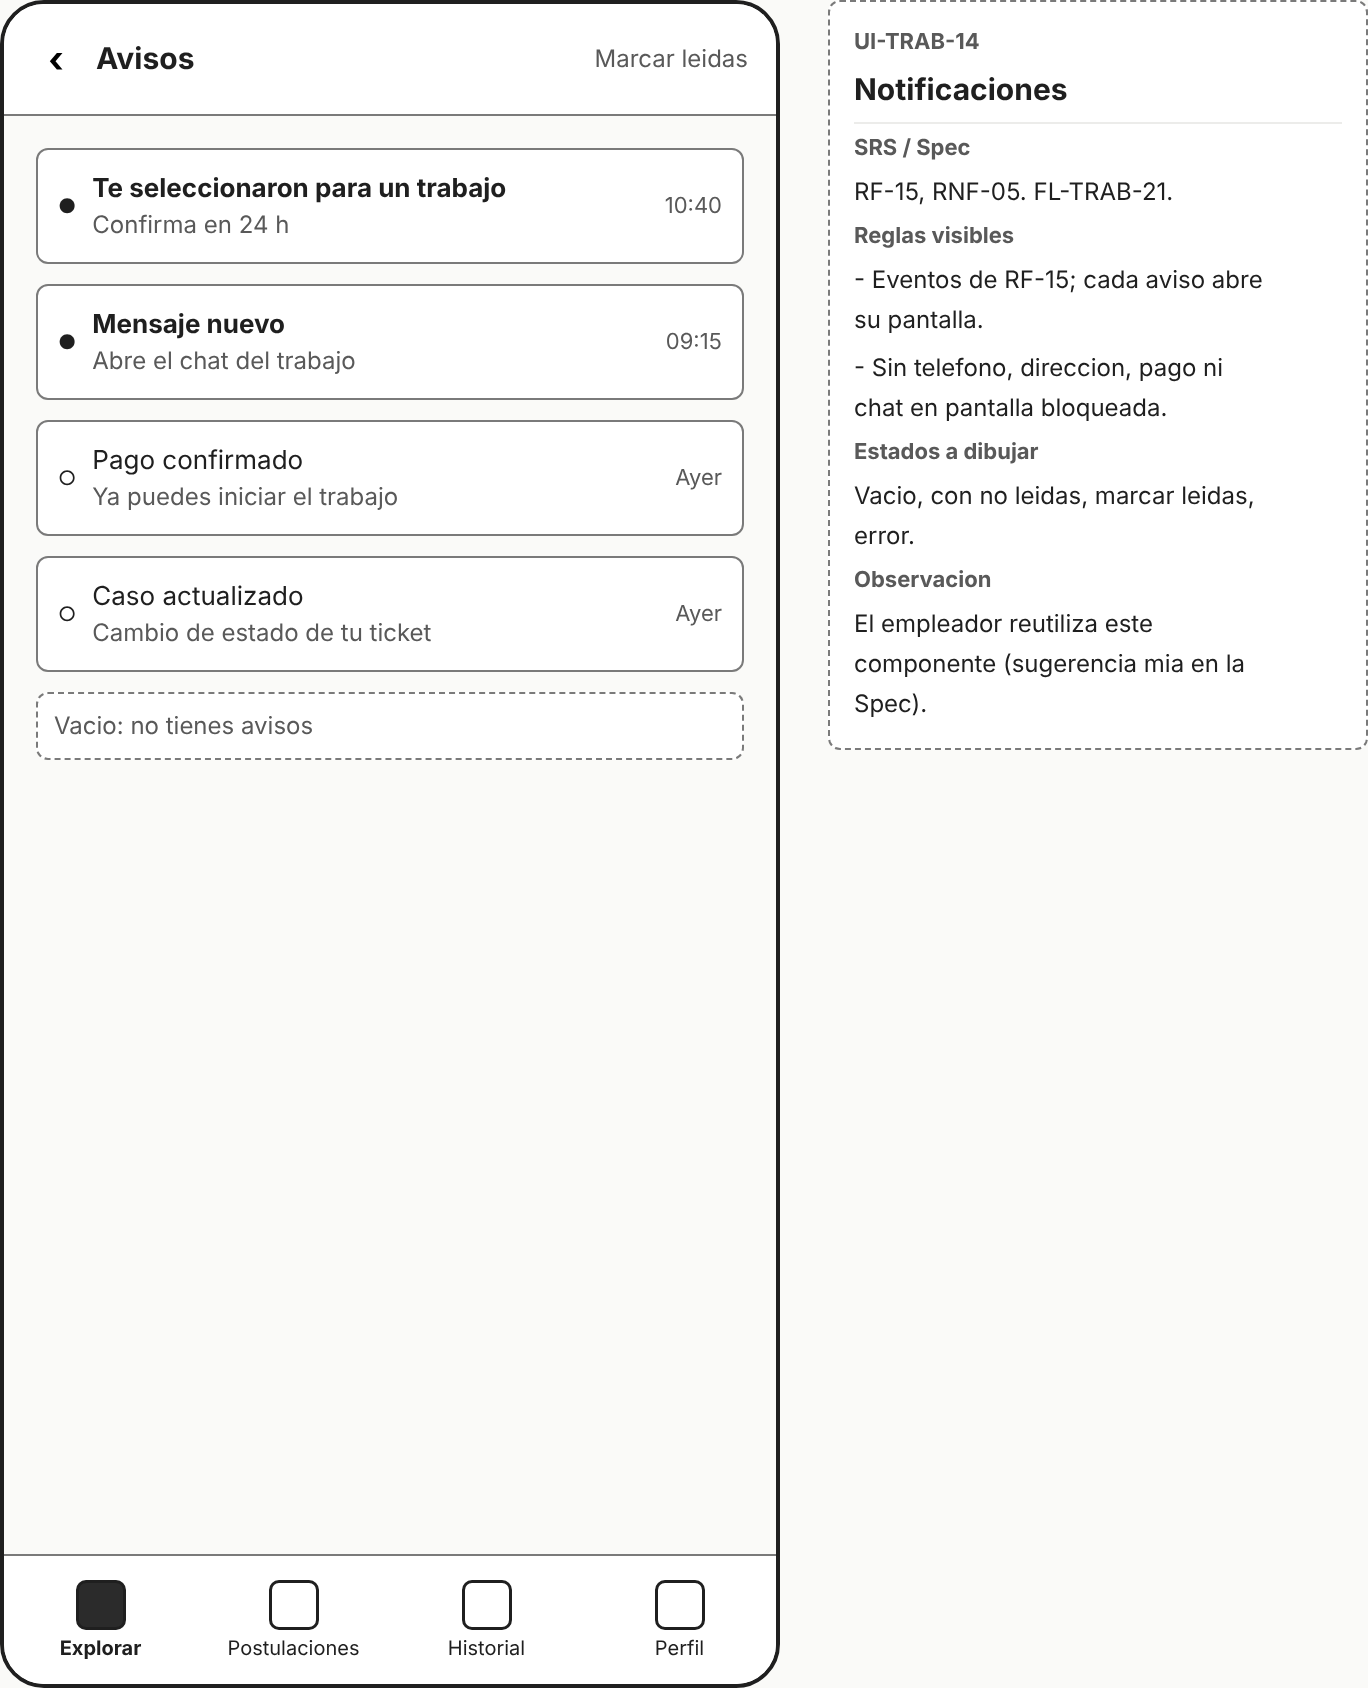 ‹ Avisos Marcar leidas
Te seleccionaron para un trabajo
Confirma en 24 h
10:40
Mensaje nuevo
Abre el chat del trabajo
09:15
Pago confirmado
Ya puedes iniciar el trabajo
Ayer
Caso actualizado
Cambio de estado de tu ticket
Ayer
Vacio: no tienes avisos
Explorar
Postulaciones
Historial
Perfil
UI-TRAB-14
Notificaciones
SRS / Spec
RF-15, RNF-05. FL-TRAB-21.
Reglas visibles
- Eventos de RF-15; cada aviso abre
su pantalla.
- Sin telefono, direccion, pago ni
chat en pantalla bloqueada.
Estados a dibujar
Vacio, con no leidas, marcar leidas,
error.
Observacion
El empleador reutiliza este
componente (sugerencia mia en la
Spec).